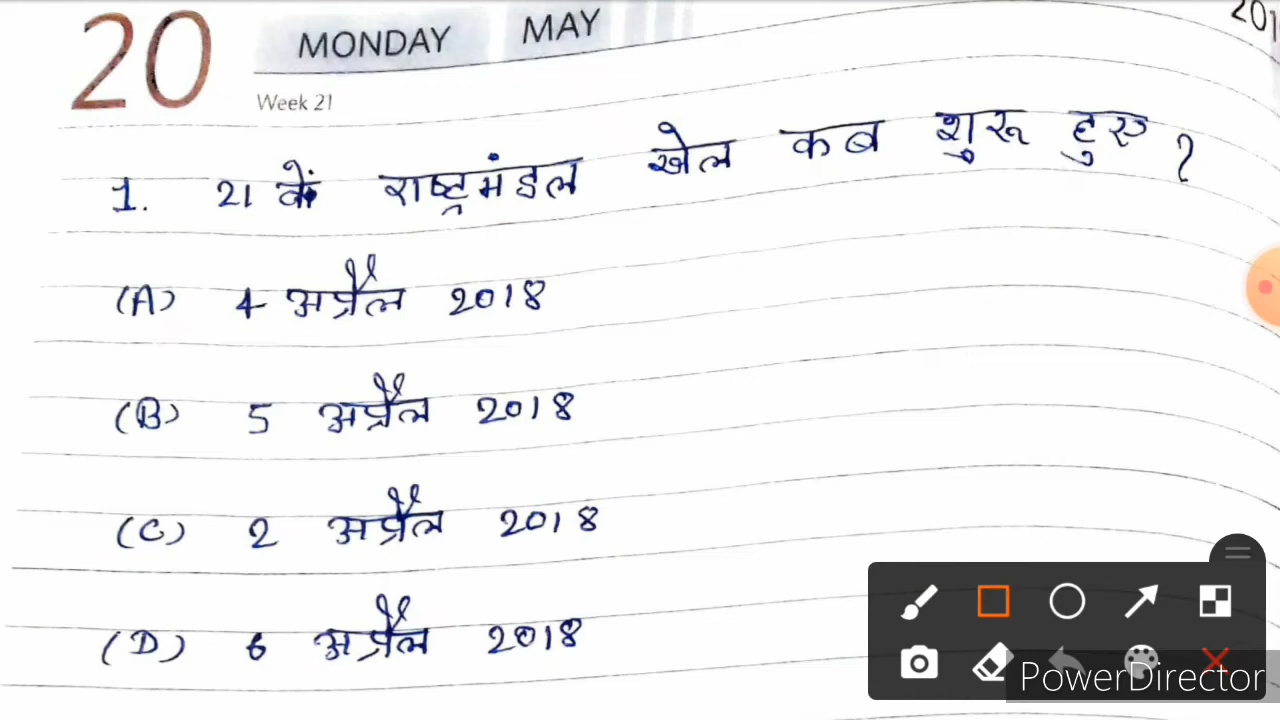 20 MONDAY MAY 201
Week 21
1. 21 वें राष्ट्रमंडल खेल कब शुरू हुए ?
(A) 4 अप्रैल 2018
(B) 5 अप्रैल 2018
(C) 2 अप्रैल 2018
(D) 6 अप्रैल 2018
PowerDirector